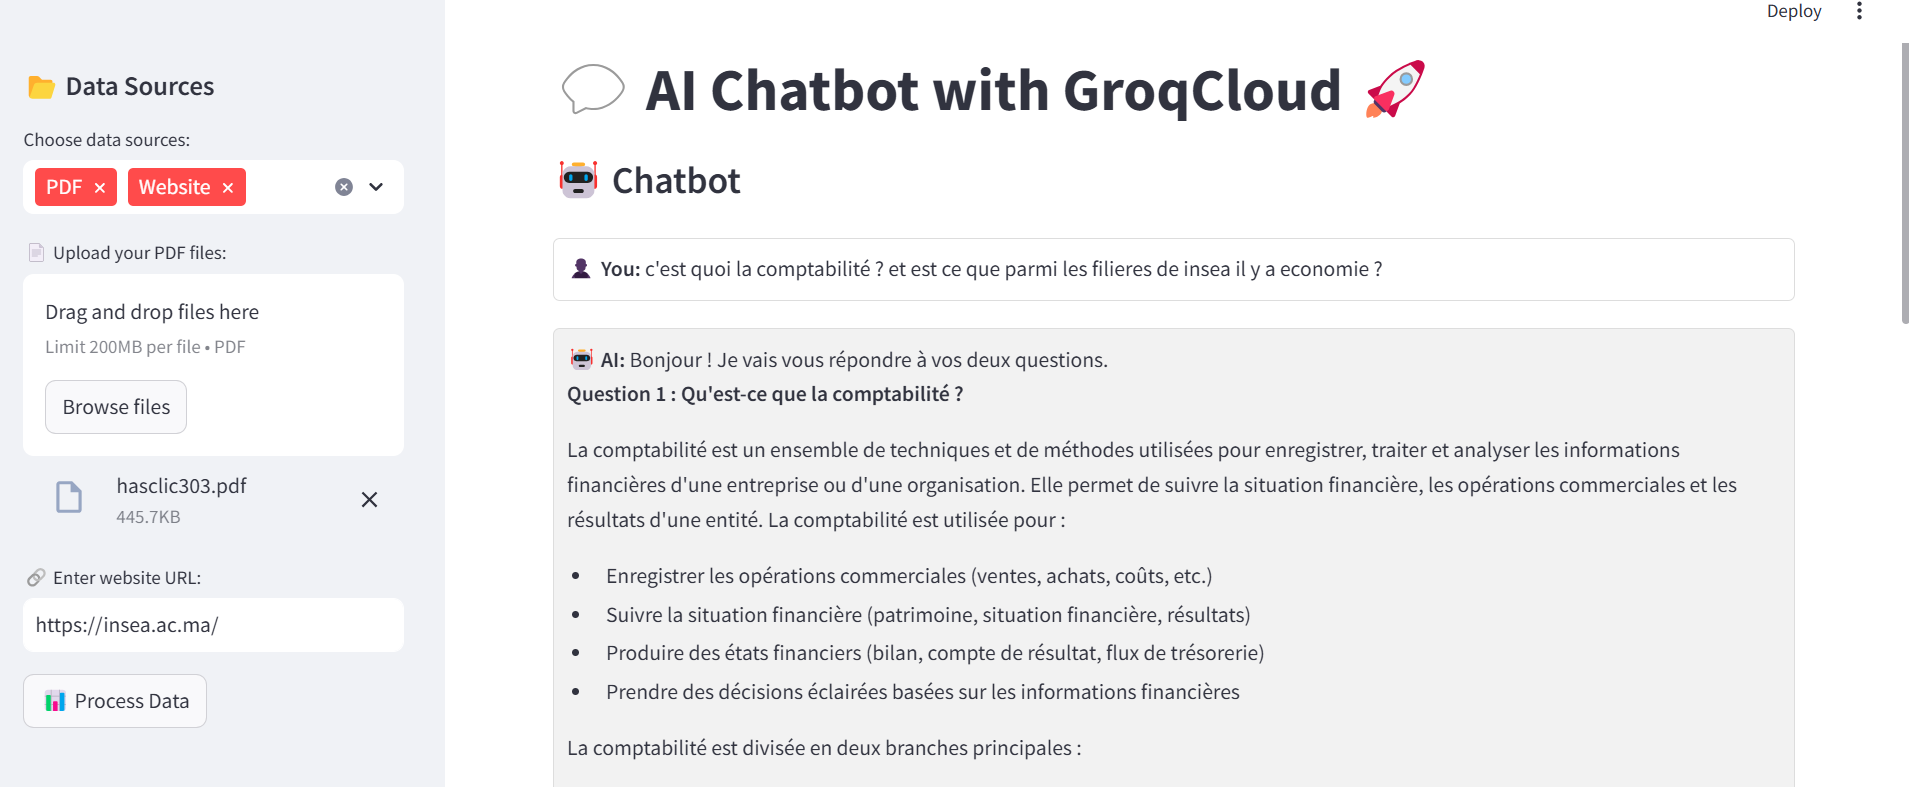 Deploy
Data Sources
Choose data sources:
PDF
Website
Upload your PDF files:
Drag and drop files here
Limit 200MB per file • PDF
Browse files
hasclic303.pdf
445.7KB
Enter website URL:
https://insea.ac.ma/
Process Data
AI Chatbot with GroqCloud
Chatbot
You: c'est quoi la comptabilité ? et est ce que parmi les filieres de insea il y a economie ?
AI: Bonjour ! Je vais vous répondre à vos deux questions.
Question 1 : Qu'est-ce que la comptabilité ?
La comptabilité est un ensemble de techniques et de méthodes utilisées pour enregistrer, traiter et analyser les informations
financières d'une entreprise ou d'une organisation. Elle permet de suivre la situation financière, les opérations commerciales et les
résultats d'une entité. La comptabilité est utilisée pour :
• Enregistrer les opérations commerciales (ventes, achats, coûts, etc.)
• Suivre la situation financière (patrimoine, situation financière, résultats)
• Produire des états financiers (bilan, compte de résultat, flux de trésorerie)
• Prendre des décisions éclairées basées sur les informations financières
La comptabilité est divisée en deux branches principales :